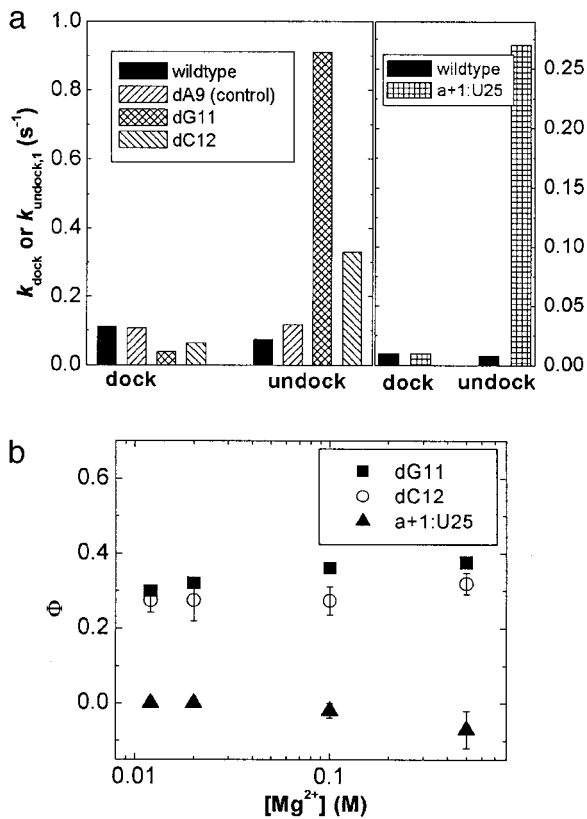 a
k_dock or k_undock,1 (s⁻¹)
1.0
0.8
0.6
0.4
0.2
0.0
wildtype
dA9 (control)
dG11
dC12
dock undock
wildtype
a+1:U25
0.25
0.20
0.15
0.10
0.05
0.00
dock undock
b
Φ
0.6
0.4
0.2
0.0
dG11
dC12
a+1:U25
0.01 0.1
[Mg²⁺] (M)